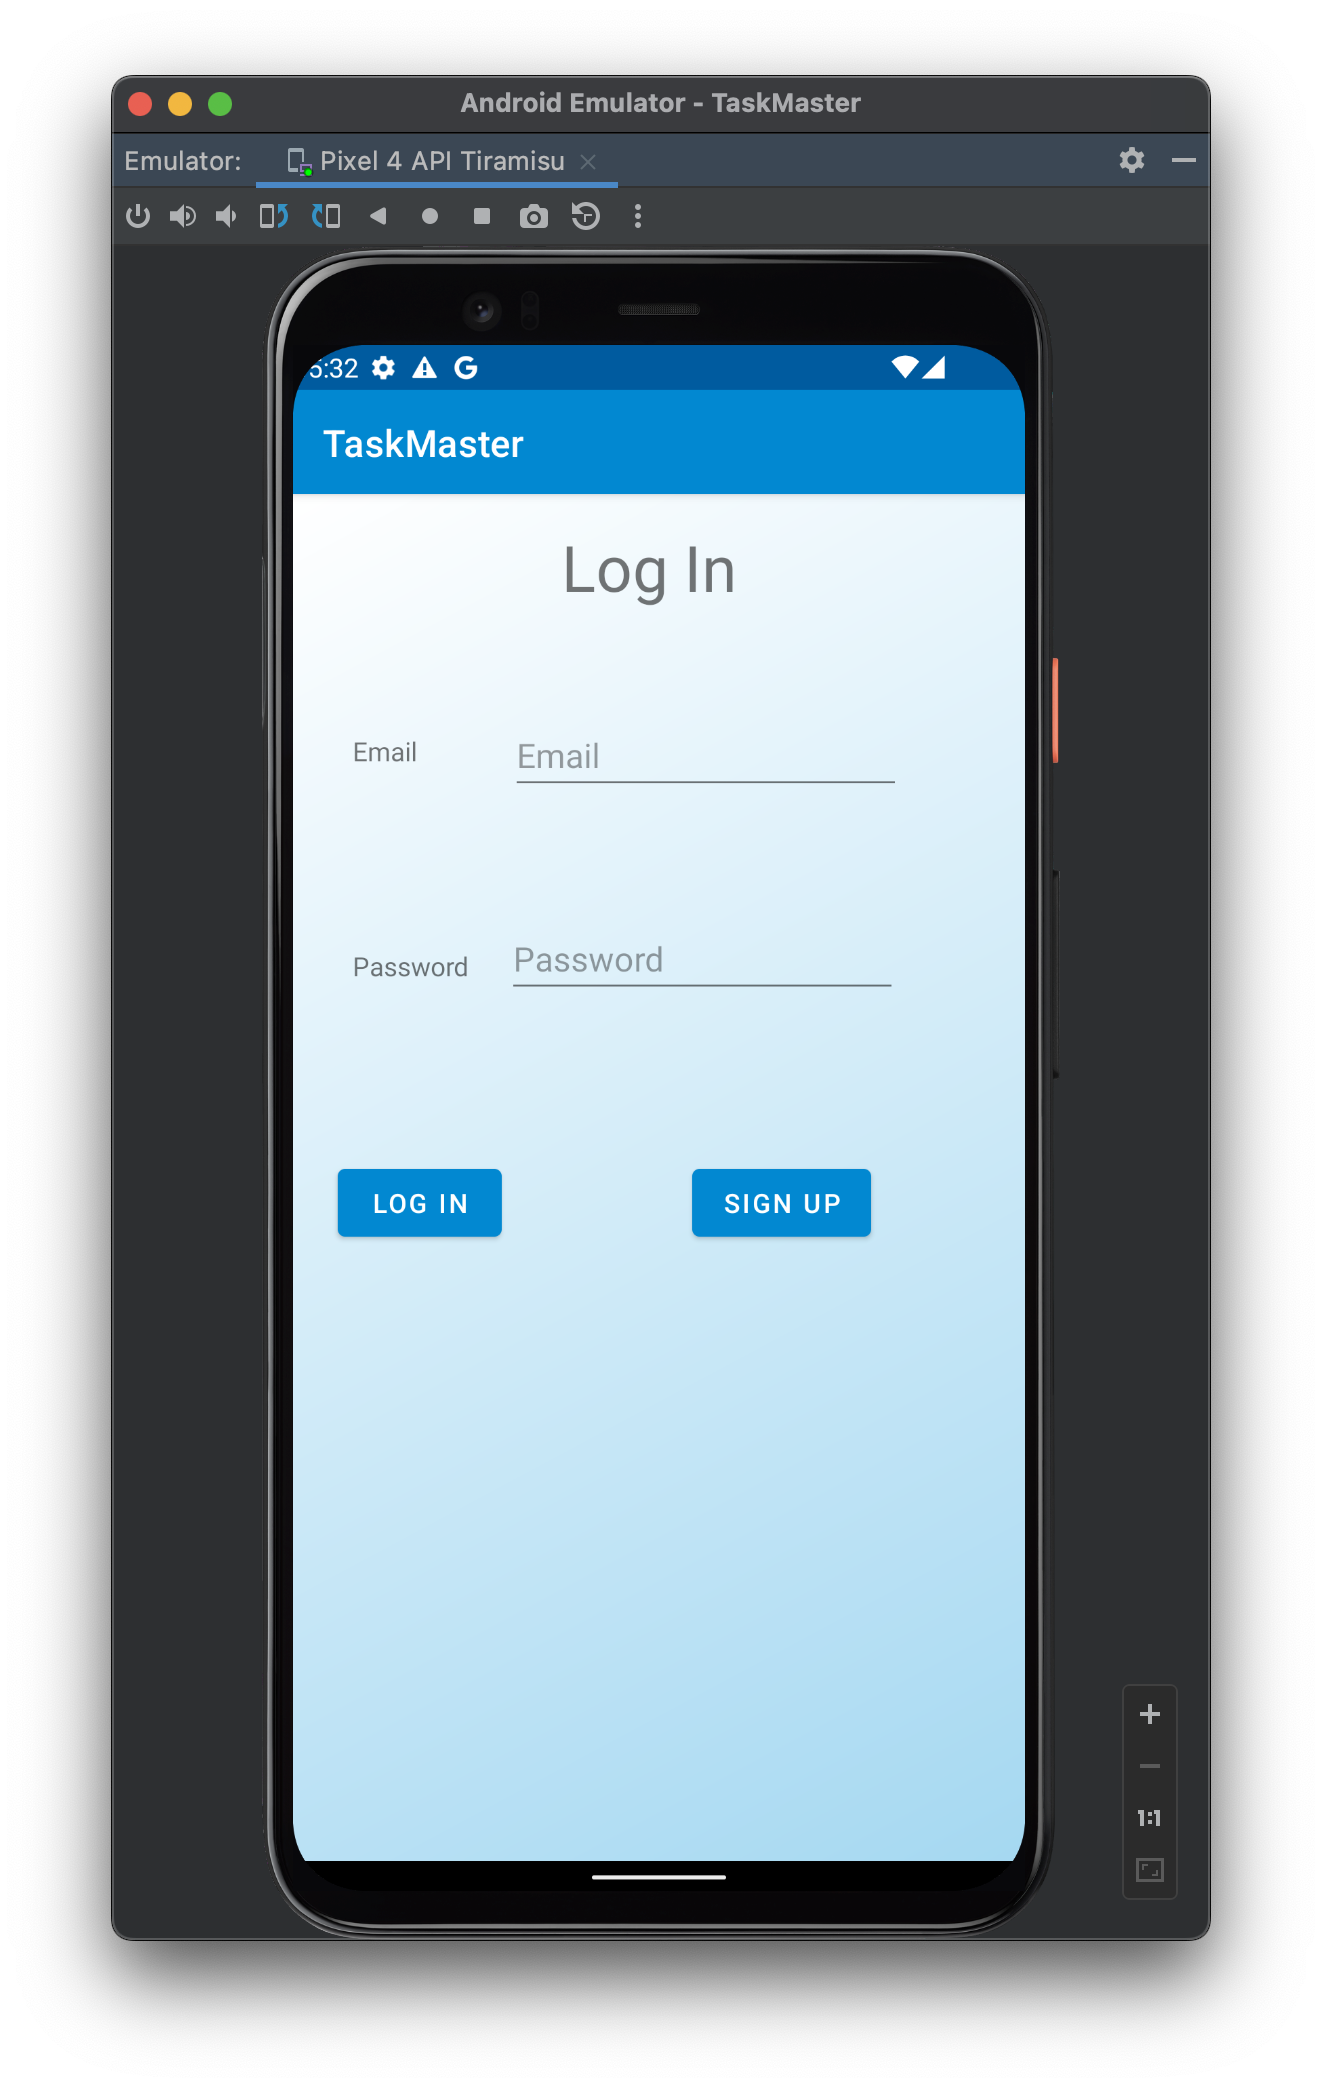 Android Emulator - TaskMaster
Emulator: Pixel 4 API Tiramisu
5:32
TaskMaster
Log In
Email Email
Password Password
LOG IN SIGN UP
1:1